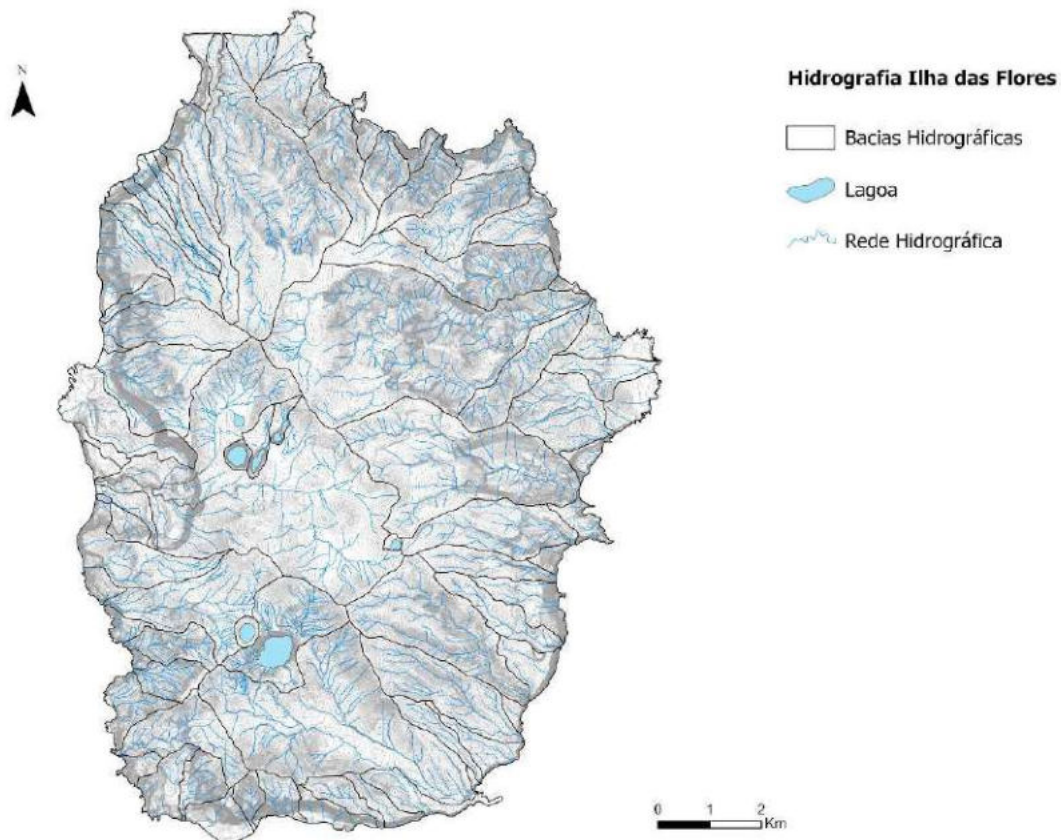 N
Hidrografia Ilha das Flores
Bacias Hidrográficas
Lagoa
Rede Hidrográfica
0 1 2
Km